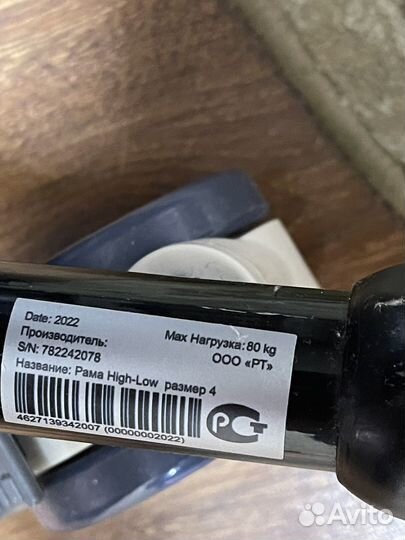 Date: 2022
Производитель:
Max Нагрузка: 80 kg
S/N: 782242078
ООО «РТ»
Название: Рама High-Low размер 4
4627139342007 (00000002022)
РСТ
Avito